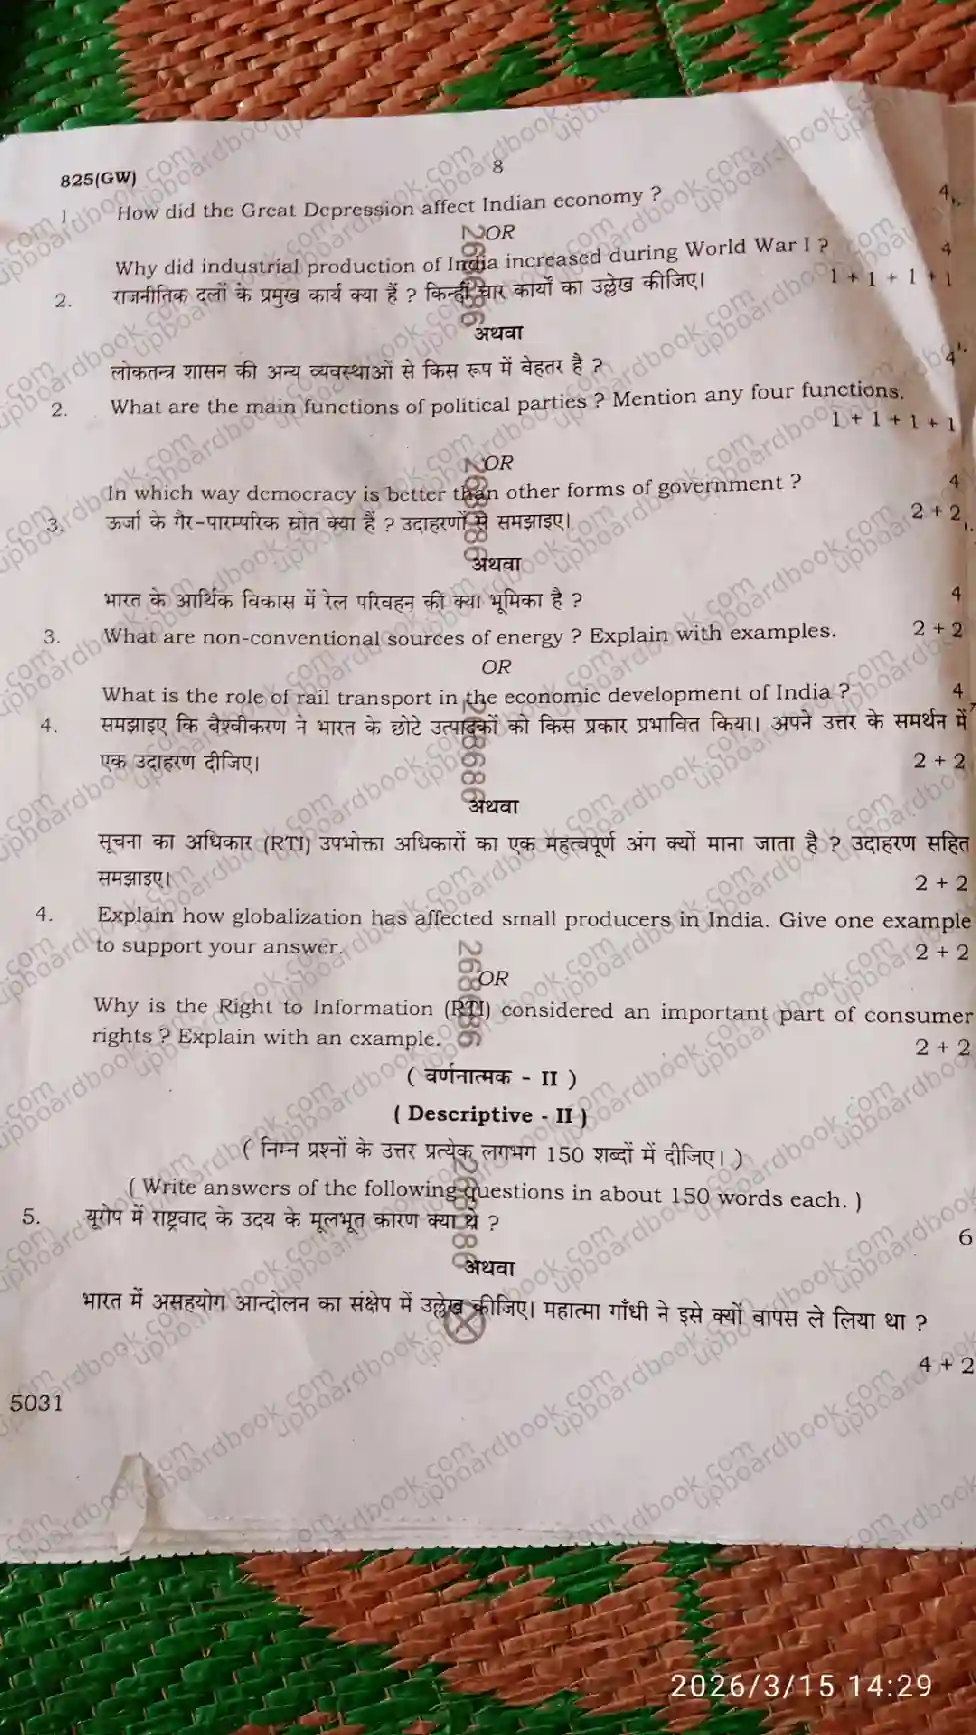 825(GW)
8
1 How did the Great Depression affect Indian economy ? 4
OR
Why did industrial production of India increased during World War I ? 4
2. राजनीतिक दलों के प्रमुख कार्य क्या हैं ? किन्हीं चार कार्यों का उल्लेख कीजिए। 1 + 1 + 1 + 1
अथवा
लोकतन्त्र शासन की अन्य व्यवस्थाओं से किस रूप में बेहतर है ? 4
2. What are the main functions of political parties ? Mention any four functions.
1 + 1 + 1 + 1
OR
In which way democracy is better than other forms of government ? 4
3. ऊर्जा के गैर-पारम्परिक स्रोत क्या हैं ? उदाहरणों से समझाइए। 2 + 2
अथवा
भारत के आर्थिक विकास में रेल परिवहन की क्या भूमिका है ? 4
3. What are non-conventional sources of energy ? Explain with examples. 2 + 2
OR
What is the role of rail transport in the economic development of India ? 4
4. समझाइए कि वैश्वीकरण ने भारत के छोटे उत्पादकों को किस प्रकार प्रभावित किया। अपने उत्तर के समर्थन में
एक उदाहरण दीजिए। 2 + 2
अथवा
सूचना का अधिकार (RTI) उपभोक्ता अधिकारों का एक महत्वपूर्ण अंग क्यों माना जाता है ? उदाहरण सहित
समझाइए। 2 + 2
4. Explain how globalization has affected small producers in India. Give one example
to support your answer. 2 + 2
OR
Why is the Right to Information (RTI) considered an important part of consumer
rights ? Explain with an example. 2 + 2
( वर्णनात्मक - II )
( Descriptive - II )
( निम्न प्रश्नों के उत्तर प्रत्येक लगभग 150 शब्दों में दीजिए। )
( Write answers of the following questions in about 150 words each. )
5. यूरोप में राष्ट्रवाद के उदय के मूलभूत कारण क्या थे ? 6
अथवा
भारत में असहयोग आन्दोलन का संक्षेप में उल्लेख कीजिए। महात्मा गाँधी ने इसे क्यों वापस ले लिया था ?
4 + 2
5031
268686
upboardbook.com
2026/3/15 14:29